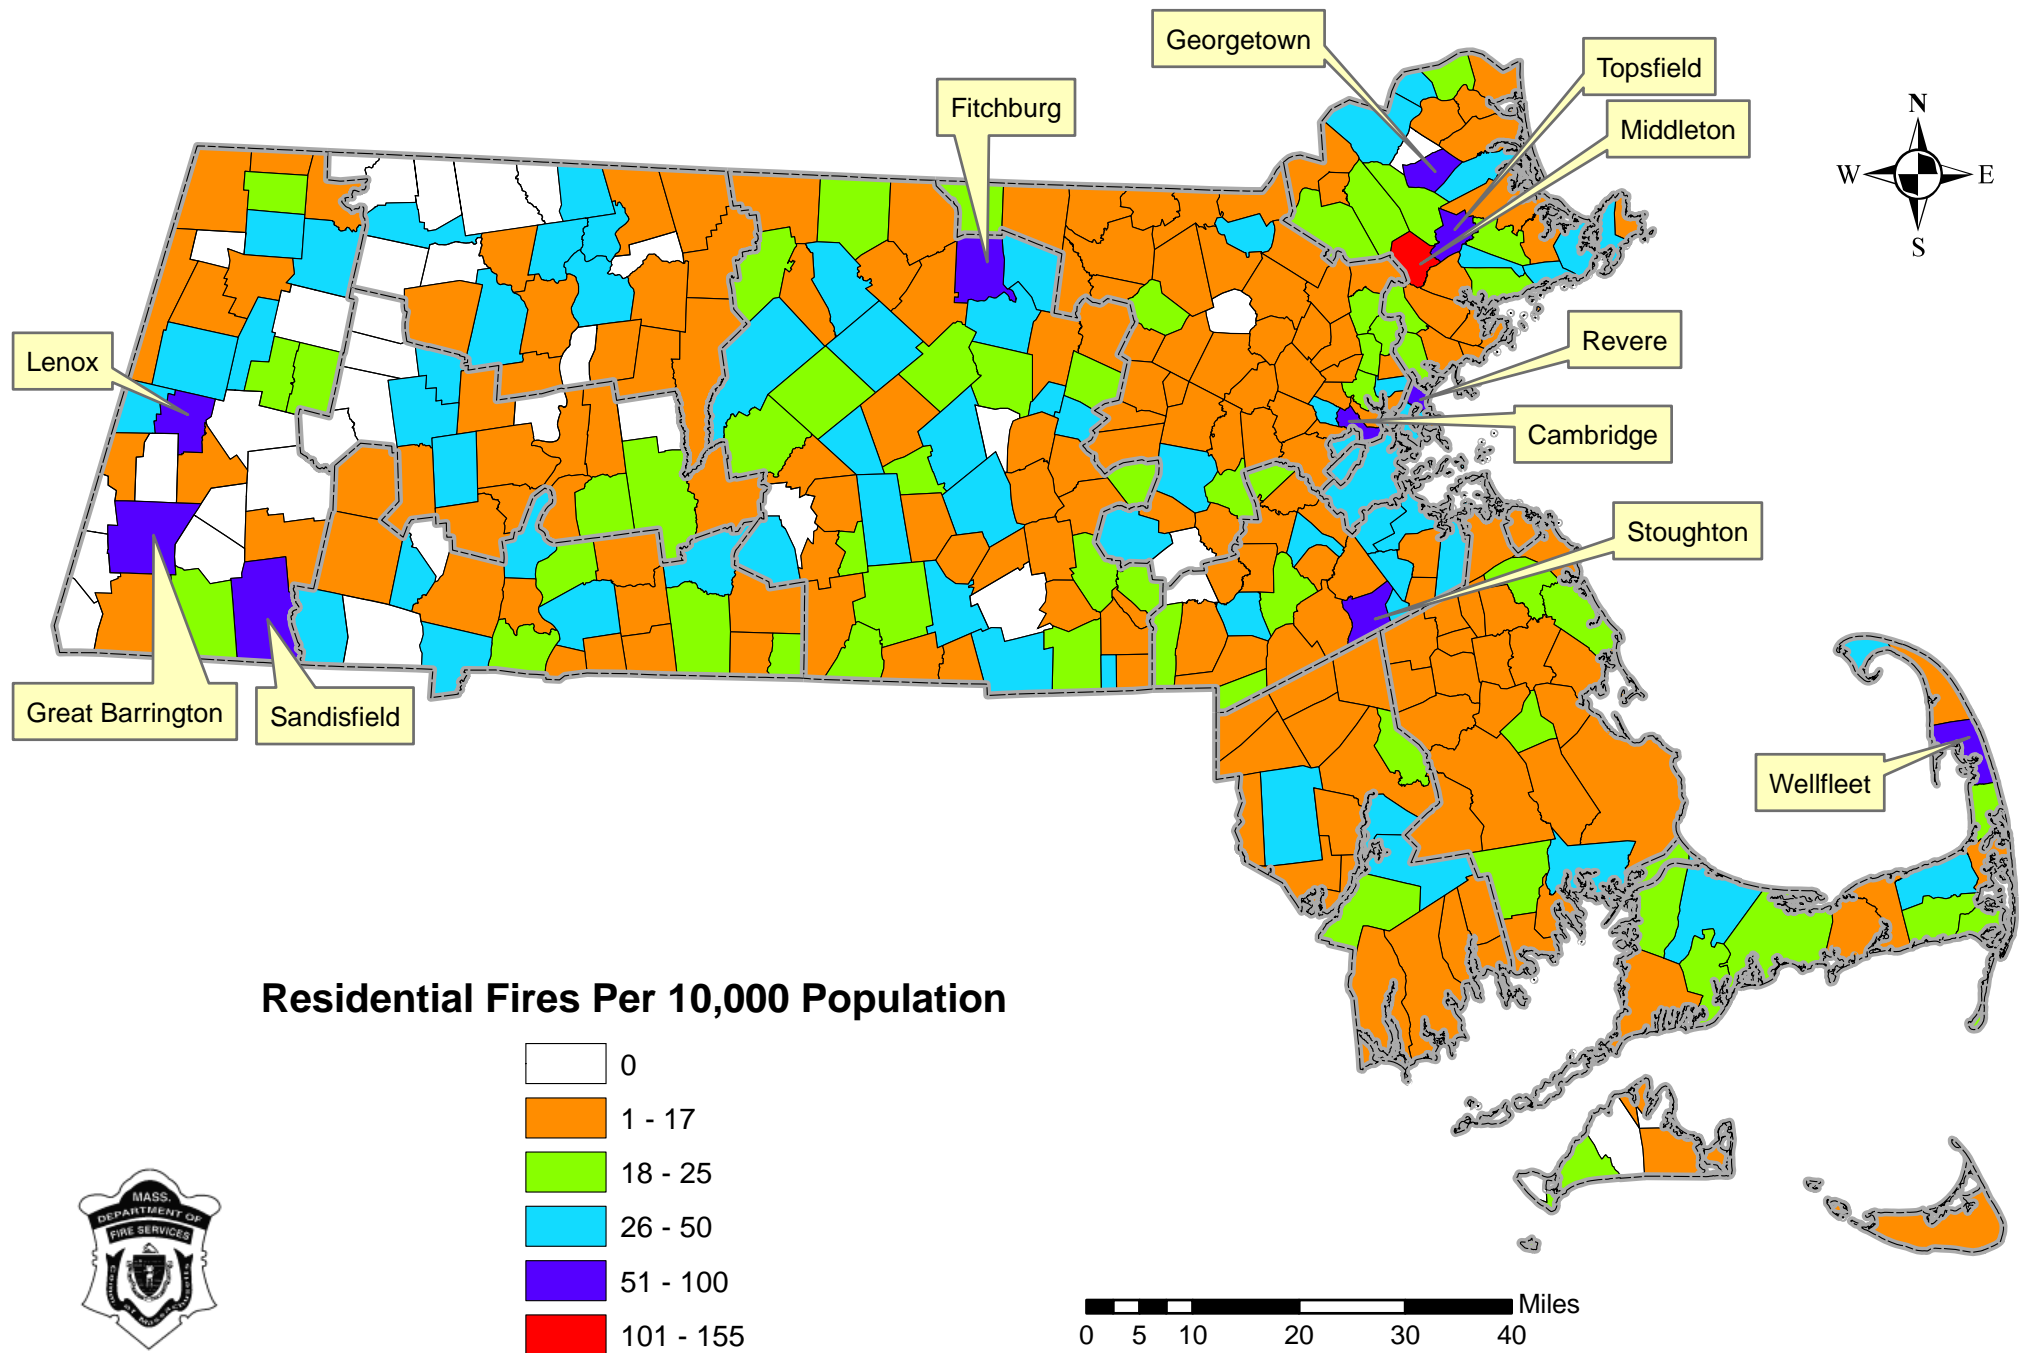 Georgetown
Topsfield
Fitchburg
Middleton
N
W
E
S
Revere
Lenox
Cambridge
Stoughton
Great Barrington
Sandisfield
Wellfleet
Residential Fires Per 10,000 Population
0
1 - 17
18 - 25
26 - 50
51 - 100
101 - 155
MASS.
DEPARTMENT OF
FIRE SERVICES
Miles
0 5 10 20 30 40